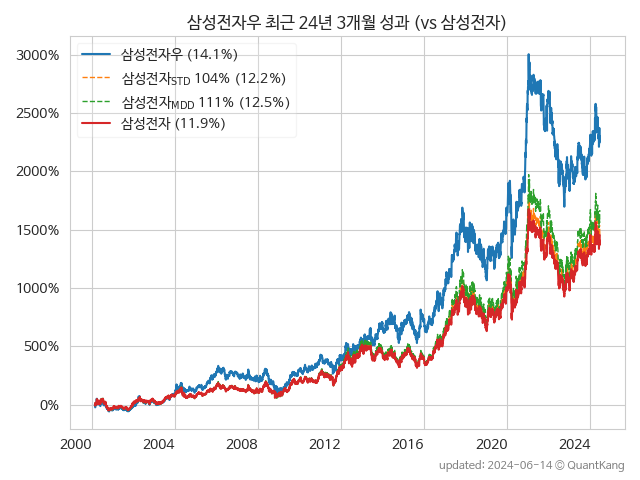 삼성전자우 최근 24년 3개월 성과 (vs 삼성전자)
삼성전자우 (14.1%)
삼성전자STD 104% (12.2%)
삼성전자MDD 111% (12.5%)
삼성전자 (11.9%)
3000%
2500%
2000%
1500%
1000%
500%
0%
2000 2004 2008 2012 2016 2020 2024
updated: 2024-06-14 © QuantKang